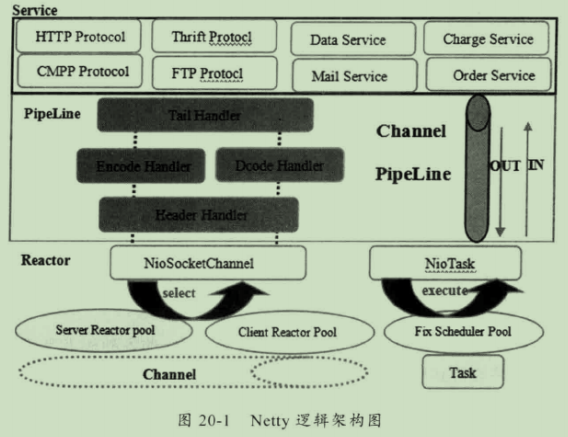 Service
HTTP Protocol Thrift Protocol Data Service Charge Service
CMPP Protocol FTP Protocl Mail Service Order Service
PipeLine
Tail Handler
Channel
Encode Handler Dcode Handler
PipeLine
OUT IN
Header Handler
Reactor
NioSocketChannel NioTask
select execute
Server Reactor pool Client Reactor Pool Fix Scheduler Pool
Channel Task
图 20-1 Netty 逻辑架构图